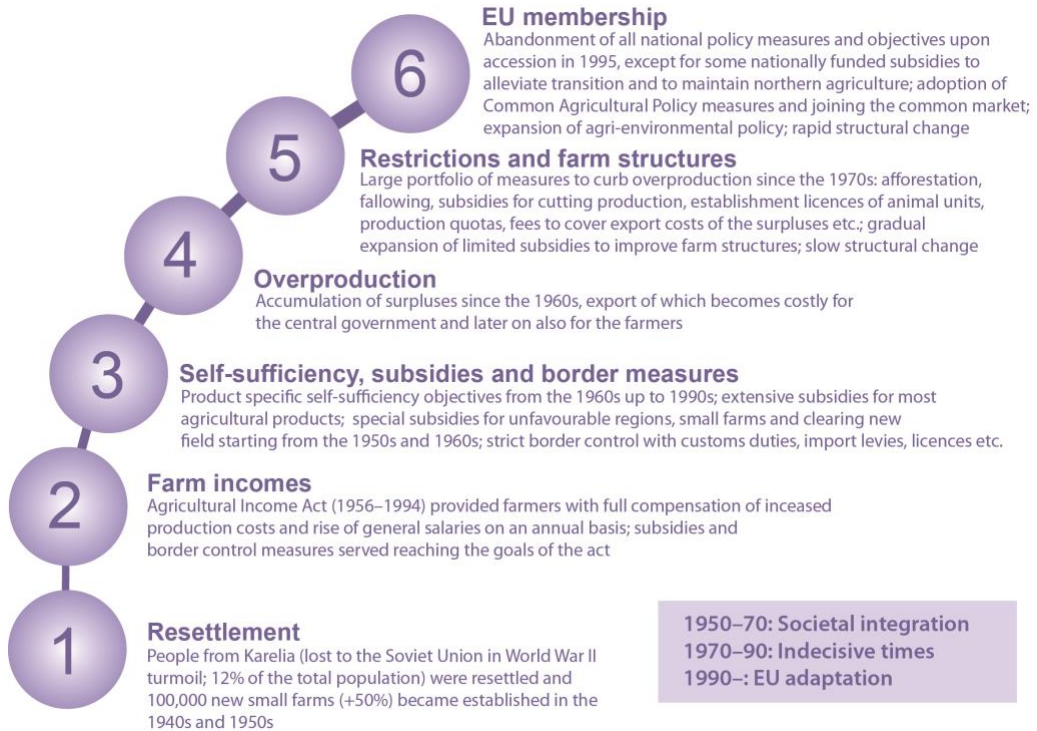 6
EU membership
Abandonment of all national policy measures and objectives upon
accession in 1995, except for some nationally funded subsidies to
alleviate transition and to maintain northern agriculture; adoption of
Common Agricultural Policy measures and joining the common market;
expansion of agri-environmental policy; rapid structural change
5
Restrictions and farm structures
Large portfolio of measures to curb overproduction since the 1970s: afforestation,
fallowing, subsidies for cutting production, establishment licences of animal units,
production quotas, fees to cover export costs of the surpluses etc.; gradual
expansion of limited subsidies to improve farm structures; slow structural change
4
Overproduction
Accumulation of surpluses since the 1960s, export of which becomes costly for
the central government and later on also for the farmers
3
Self-sufficiency, subsidies and border measures
Product specific self-sufficiency objectives from the 1960s up to 1990s; extensive subsidies for most
agricultural products; special subsidies for unfavourable regions, small farms and clearing new
field starting from the 1950s and 1960s; strict border control with customs duties, import levies, licences etc.
2
Farm incomes
Agricultural Income Act (1956–1994) provided farmers with full compensation of inceased
production costs and rise of general salaries on an annual basis; subsidies and
border control measures served reaching the goals of the act
1
Resettlement
People from Karelia (lost to the Soviet Union in World War II
turmoil; 12% of the total population) were resettled and
100,000 new small farms (+50%) became established in the
1940s and 1950s
1950–70: Societal integration
1970–90: Indecisive times
1990–: EU adaptation